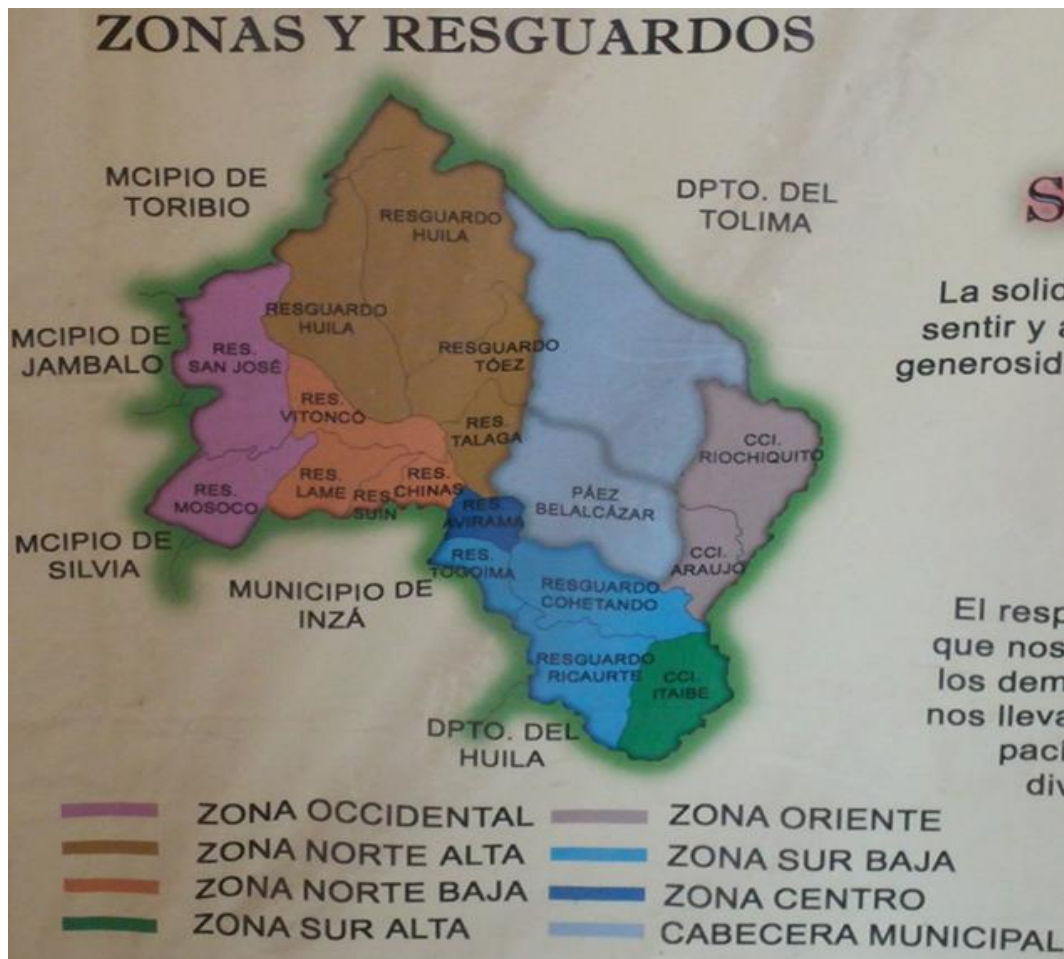 ZONAS Y RESGUARDOS
MCIPIO DE
TORIBIO
DPTO. DEL
TOLIMA
RESGUARDO
HUILA
S
La solid
sentir y a
generosid
MCIPIO DE
JAMBALO
RESGUARDO
HUILA
RES.
SAN JOSÉ
RESGUARDO
TÓEZ
RES.
VITONCÓ
RES.
TALAGA
CCI.
RIOCHIQUITO
RES.
MOSOCO
RES.
LAME
RES.
SUIN
RES.
CHINAS
PÁEZ
BELALCÁZAR
RES.
AVIRAMA
MCIPIO DE
SILVIA
RES.
TOGOIMA
CCI.
ARAUJO
MUNICIPIO DE
INZÁ
RESGUARDO
COHETANDO
El resp
que nos
los dem
nos lleva
pach
div
RESGUARDO
RICAURTE
CCI.
ITAIBE
DPTO. DEL
HUILA
ZONA OCCIDENTAL
ZONA NORTE ALTA
ZONA NORTE BAJA
ZONA SUR ALTA
ZONA ORIENTE
ZONA SUR BAJA
ZONA CENTRO
CABECERA MUNICIPAL